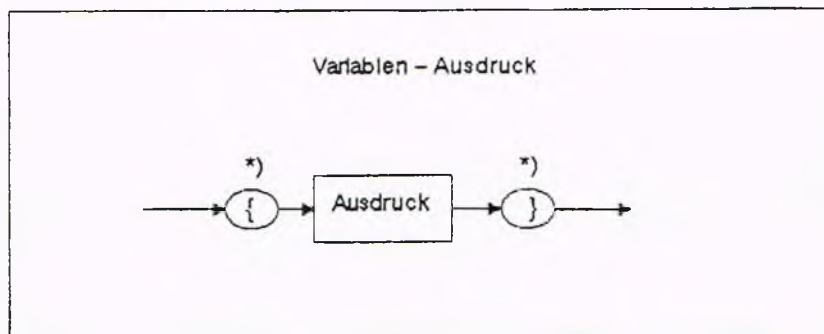 Variablen – Ausdruck
*) *)
{ Ausdruck }